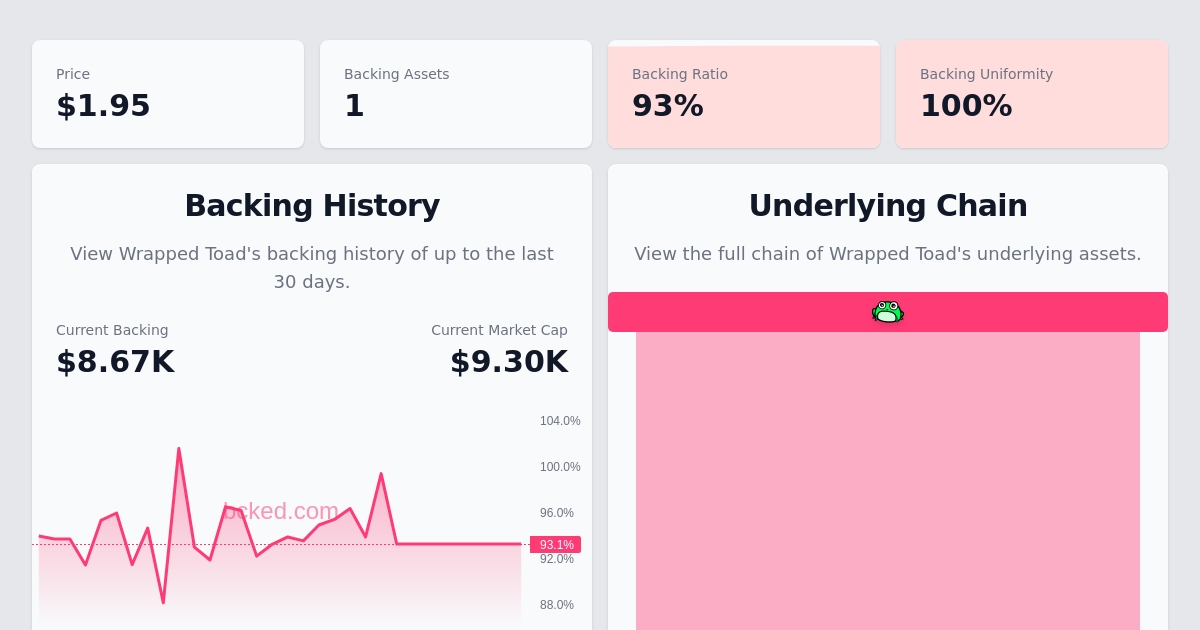 Price
$1.95
Backing Assets
1
Backing Ratio
93%
Backing Uniformity
100%
Backing History
View Wrapped Toad's backing history of up to the last
30 days.
Current Backing
$8.67K
Current Market Cap
$9.30K
104.0%
100.0%
96.0%
93.1%
92.0%
88.0%
bcked.com
Underlying Chain
View the full chain of Wrapped Toad's underlying assets.